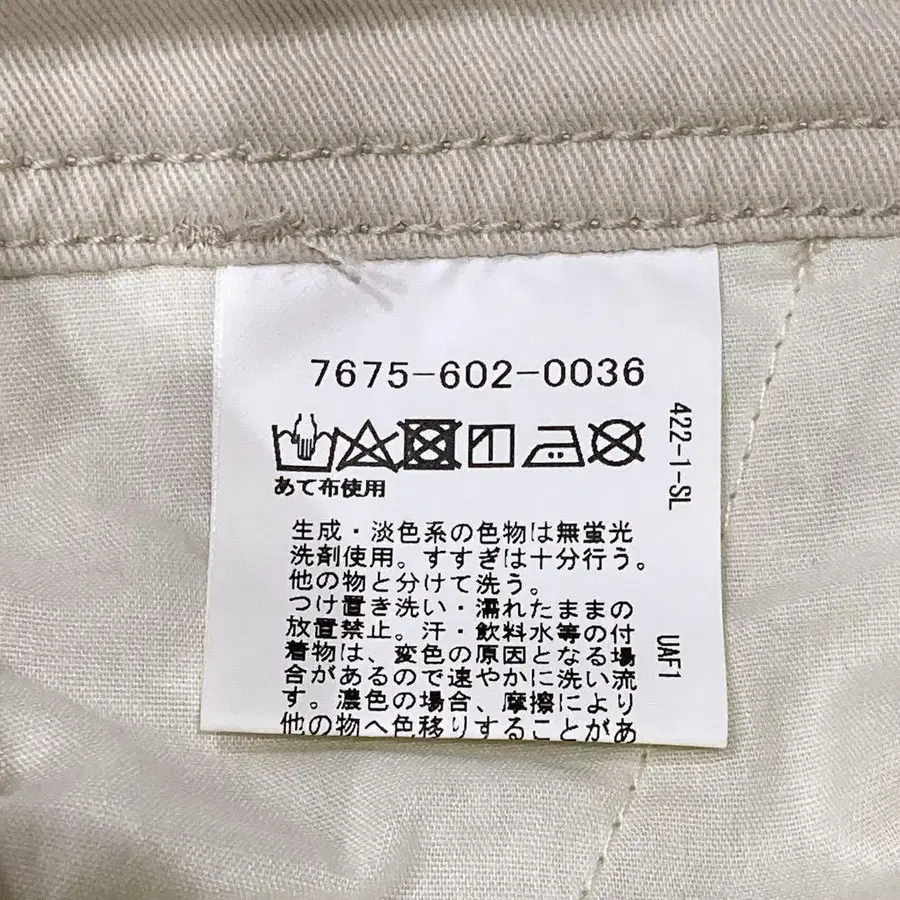 7675-602-0036
あて布使用
生成・淡色系の色物は無蛍光
洗剤使用。すすぎは十分行う。
他の物と分けて洗う。
つけ置き洗い・濡れたままの
放置禁止。汗・飲料水等の付
着物は、変色の原因となる場
合があるので速やかに洗い流
す。濃色の場合、摩擦により
他の物へ色移りすることがあ
422-1-SL
UAF1